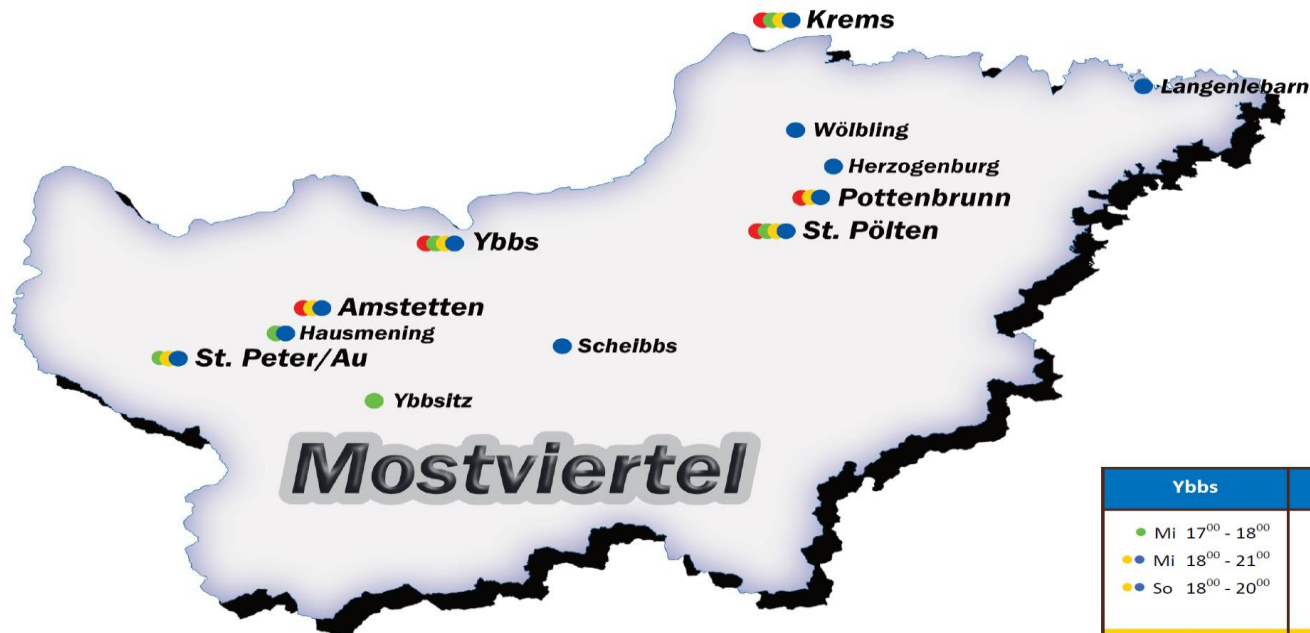 Krems
Langenlebarn
Wölbling
Herzogenburg
Pottenbrunn
St. Pölten
Ybbs
Amstetten
Hausmening
St. Peter/Au
Scheibbs
Ybbsitz
Mostviertel
Ybbs
Mi 17⁰⁰ - 18⁰⁰
Mi 18⁰⁰ - 21⁰⁰
So 18⁰⁰ - 20⁰⁰